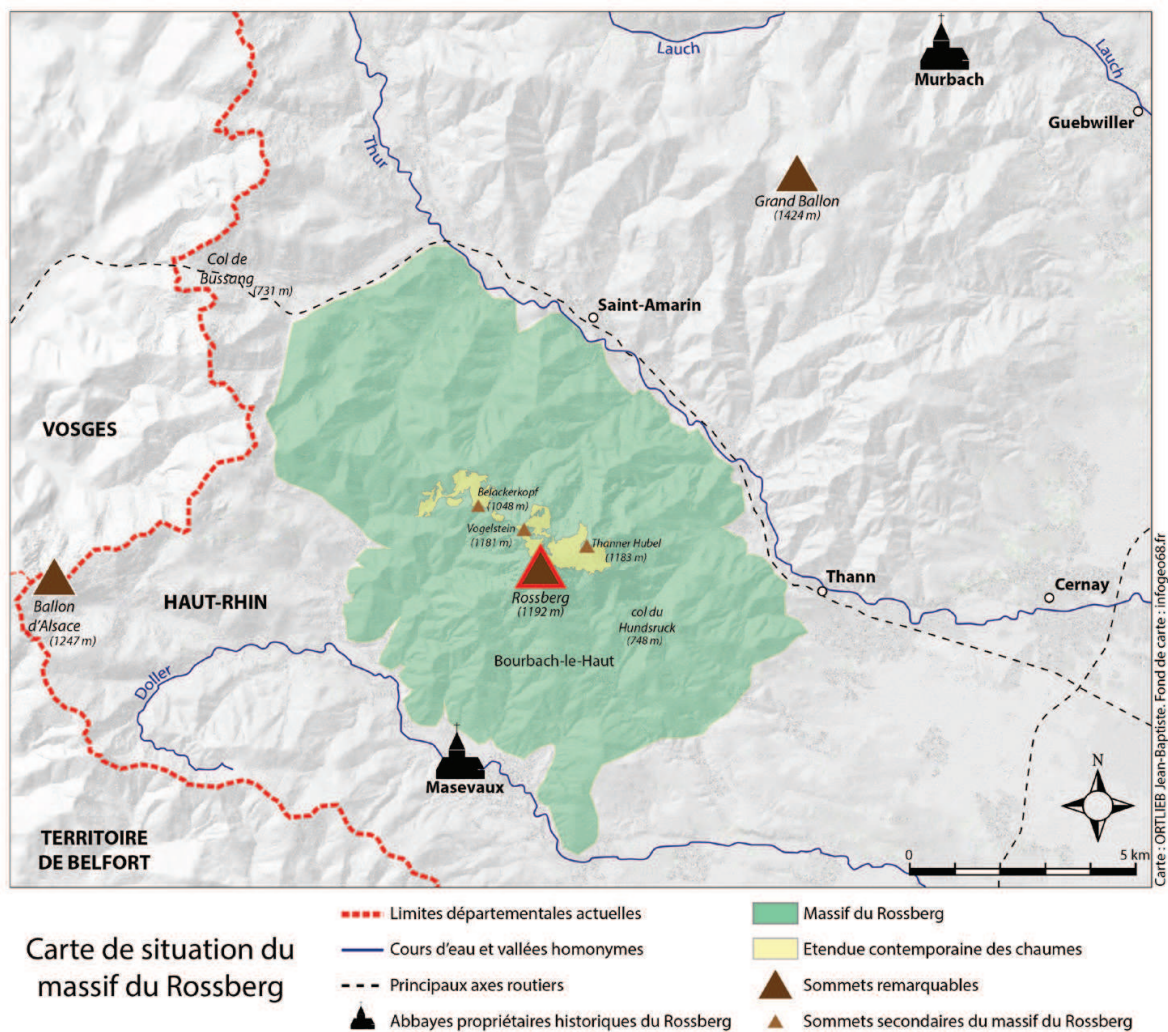 Lauch
Murbach
Lauch
Guebwiller
Thur
Grand Ballon
(1424 m)
Col de
Bussang
(731 m)
Saint-Amarin
VOSGES
Belackerkopf
(1048 m)
Vogelstein
(1181 m)
Thanner Hubel
(1183 m)
Rossberg
(1192 m)
Ballon
d'Alsace
(1247 m)
HAUT-RHIN
col du
Hundsruck
(748 m)
Thann
Cernay
Bourbach-le-Haut
Doller
Masevaux
TERRITOIRE
DE BELFORT
N
0
5 km
Carte : ORTLIEB Jean-Baptiste. Fond de carte : infogeo68.fr
Carte de situation du
massif du Rossberg
Limites départementales actuelles
Cours d'eau et vallées homonymes
Principaux axes routiers
Abbayes propriétaires historiques du Rossberg
Massif du Rossberg
Etendue contemporaine des chaumes
Sommets remarquables
Sommets secondaires du massif du Rossberg